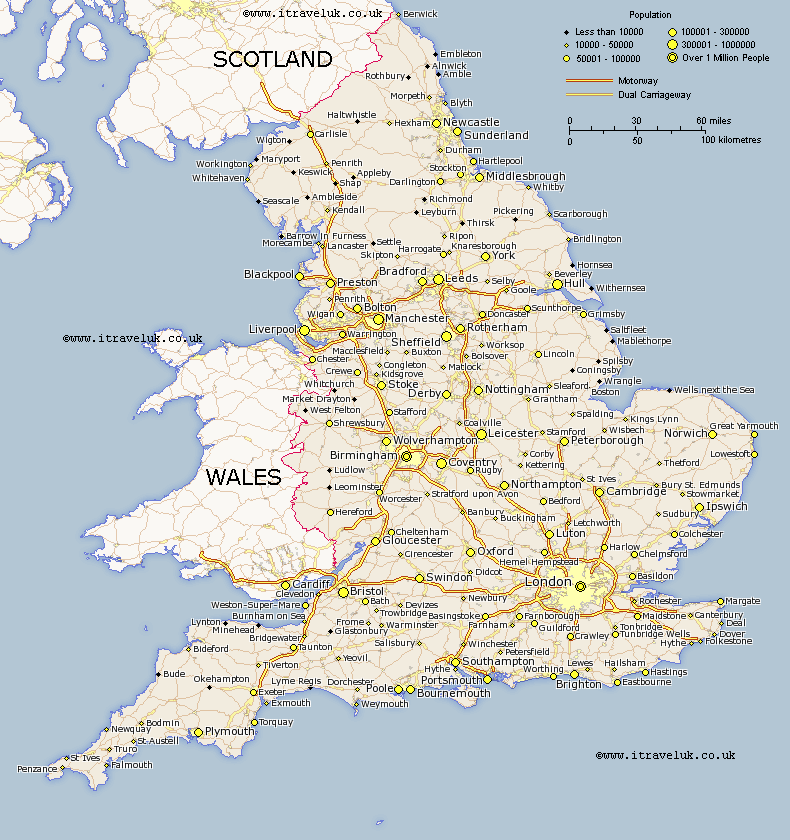 ©www.itraveluk.co.uk
Berwick
Population
Less than 10000
10000 - 50000
50001 - 100000
100001 - 300000
300001 - 1000000
Over 1 Million People
Motorway
Dual Carriageway
0 30 60 miles
0 50 100 kilometres
SCOTLAND
Embleton
Alnwick
Amble
Rothbury
Morpeth
Blyth
Haltwhistle
Hexham
Newcastle
Sunderland
Carlisle
Wigton
Durham
Maryport
Workington
Whitehaven
Keswick
Penrith
Appleby
Shap
Hartlepool
Stockton
Darlington
Middlesbrough
Whitby
Seascale
Ambleside
Kendall
Richmond
Leyburn
Pickering
Scarborough
Thirsk
Barrow In Furness
Morecambe
Lancaster
Settle
Skipton
Ripon
Harrogate
Knaresborough
Bridlington
York
Hornsea
Blackpool
Preston
Bradford
Leeds
Selby
Beverley
Hull
Withernsea
Goole
Penrith
Bolton
Wigan
Manchester
Doncaster
Scunthorpe
Grimsby
Liverpool
Warrington
Rotherham
Sheffield
Saltfleet
Mablethorpe
©www.itraveluk.co.uk
Macclesfield
Buxton
Worksop
Bolsover
Lincoln
Chester
Congleton
Kidsgrove
Matlock
Spilsby
Coningsby
Crewe
Stoke
Whitchurch
Wrangle
Boston
Market Drayton
Derby
Nottingham
Sleaford
Grantham
Wells next the Sea
West Felton
Stafford
Spalding
Kings Lynn
Shrewsbury
Coalville
Leicester
Stamford
Wisbech
Great Yarmouth
Norwich
Wolverhampton
Peterborough
Birmingham
Lowestoft
WALES
Coventry
Rugby
Corby
Kettering
Thetford
Ludlow
Leominster
Worcester
Stratford upon Avon
Northampton
St Ives
Cambridge
Bury St. Edmunds
Stowmarket
Bedford
Hereford
Banbury
Buckingham
Letchworth
Sudbury
Ipswich
Cheltenham
Gloucester
Luton
Colchester
Cirencester
Oxford
Harlow
Chelmsford
Hemel Hempstead
Didcot
Cardiff
Bristol
Swindon
London
Basildon
Clevedon
Weston-Super-Mare
Bath
Devizes
Newbury
Rochester
Margate
Burnham on Sea
Trowbridge
Basingstoke
Farnborough
Maidstone
Canterbury
Lynton
Minehead
Frome
Warminster
Farnham
Guildford
Tonbridge
Deal
Bridgewater
Glastonbury
Crawley
Tunbridge Wells
Dover
Hythe
Folkestone
Bideford
Taunton
Salisbury
Winchester
Petersfield
Yeovil
Tiverton
Hythe
Southampton
Worthing
Lewes
Hailsham
Hastings
Bude
Okehampton
Lyme Regis
Dorchester
Poole
Bournemouth
Portsmouth
Brighton
Eastbourne
Exeter
Exmouth
Weymouth
Torquay
Bodmin
Newquay
St Austell
Plymouth
Truro
St Ives
Penzance
Falmouth
©www.itraveluk.co.uk